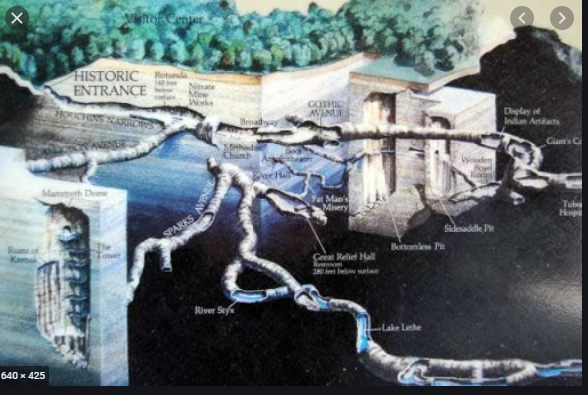 Visitor Center
HISTORIC
ENTRANCE
Rotunda
140 feet
below
surface
Nitrate
Mine
Works
HOUCHINS NARROWS
GOTHIC
AVENUE
Broadway
Display of
Indian Artifacts
Giant's
Methodist
Church
Booth's
Amphitheater
Wooden
Bowl
Room
AVENUE
River Hall
Mammoth Dome
Fat Man's
Misery
SPARKS AVENUE
Sidesaddle Pit
Bottomless Pit
Ruins of
Karnak
The
Tower
Great Relief Hall
Restroom
280 feet below surface
River Styx
Lake Lethe
640 × 425